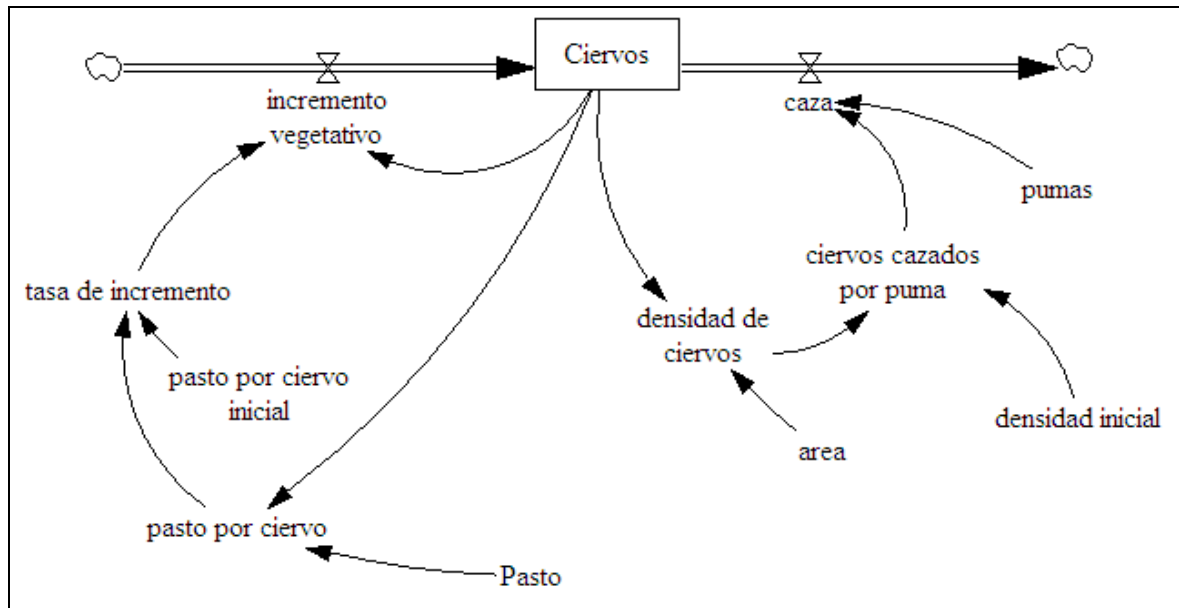 Ciervos
incremento
vegetativo
caza
pumas
ciervos cazados
por puma
tasa de incremento
densidad de
ciervos
pasto por ciervo
inicial
densidad inicial
area
pasto por ciervo
Pasto